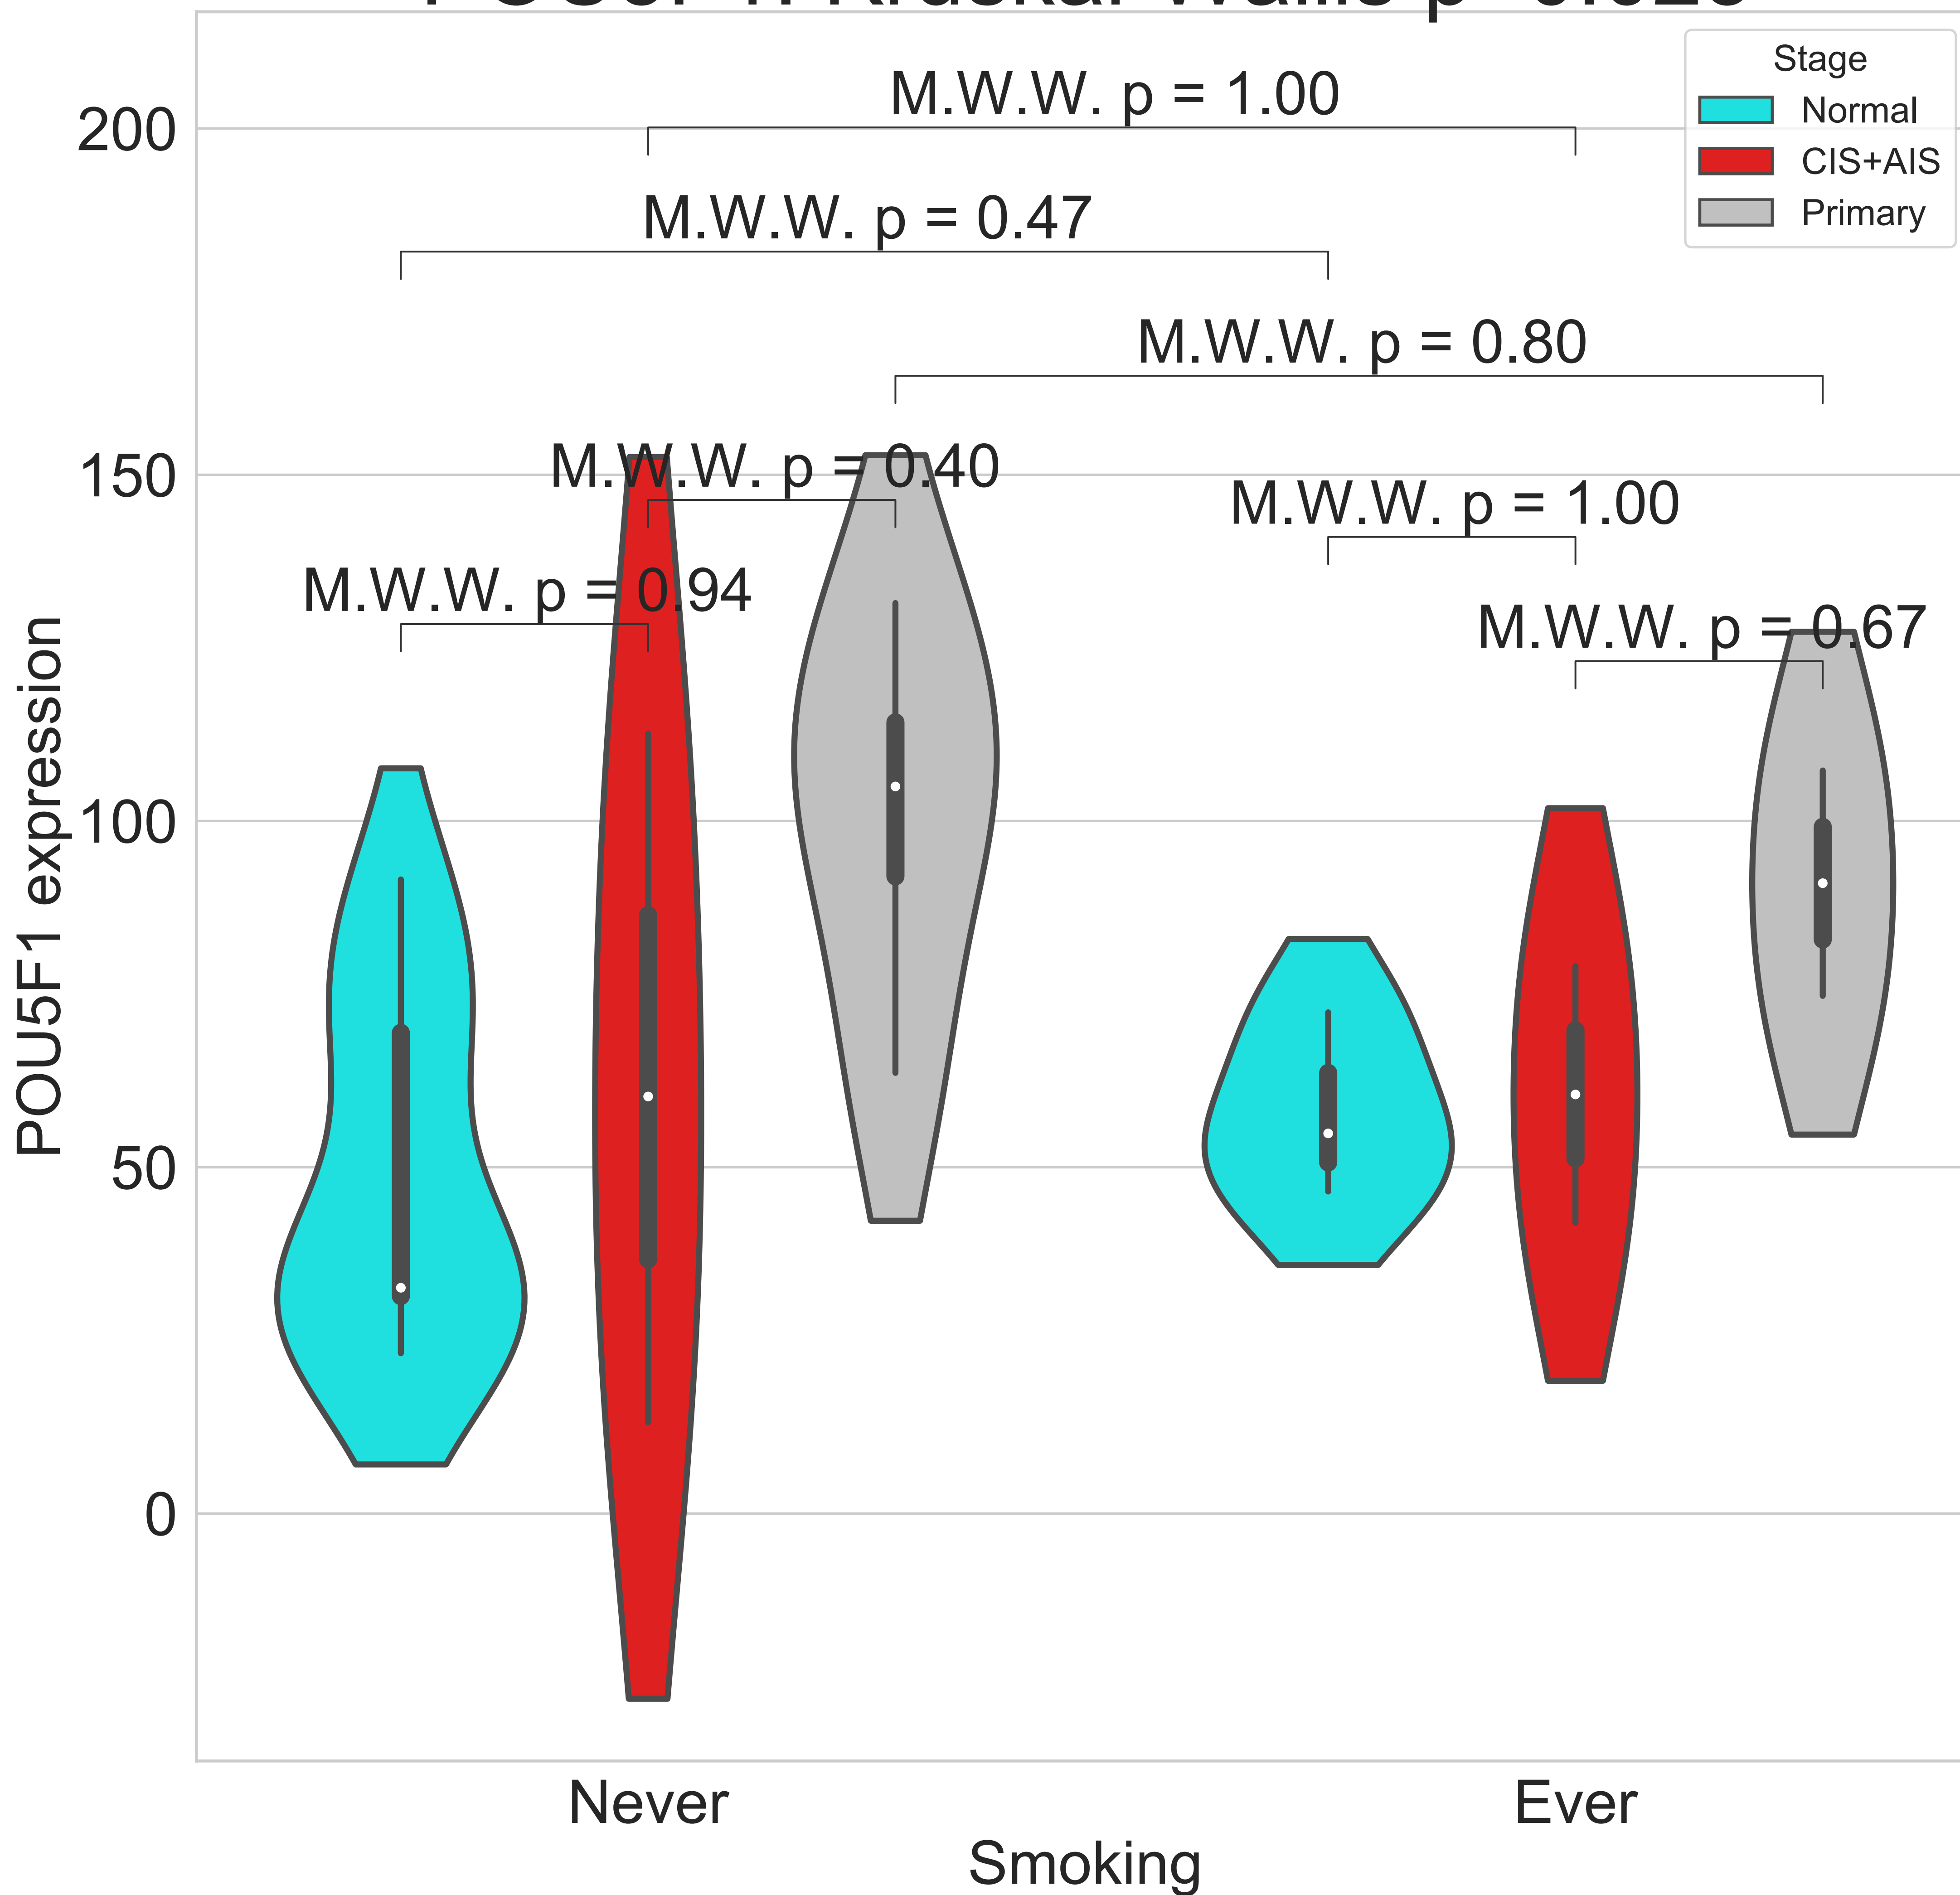 Stage
Normal
CIS+AIS
Primary
M.W.W. p = 1.00
M.W.W. p = 0.47
M.W.W. p = 0.80
M.W.W. p = 0.40
M.W.W. p = 1.00
M.W.W. p = 0.94
M.W.W. p = 0.67
200
150
100
50
0
POU5F1 expression
Never
Ever
Smoking